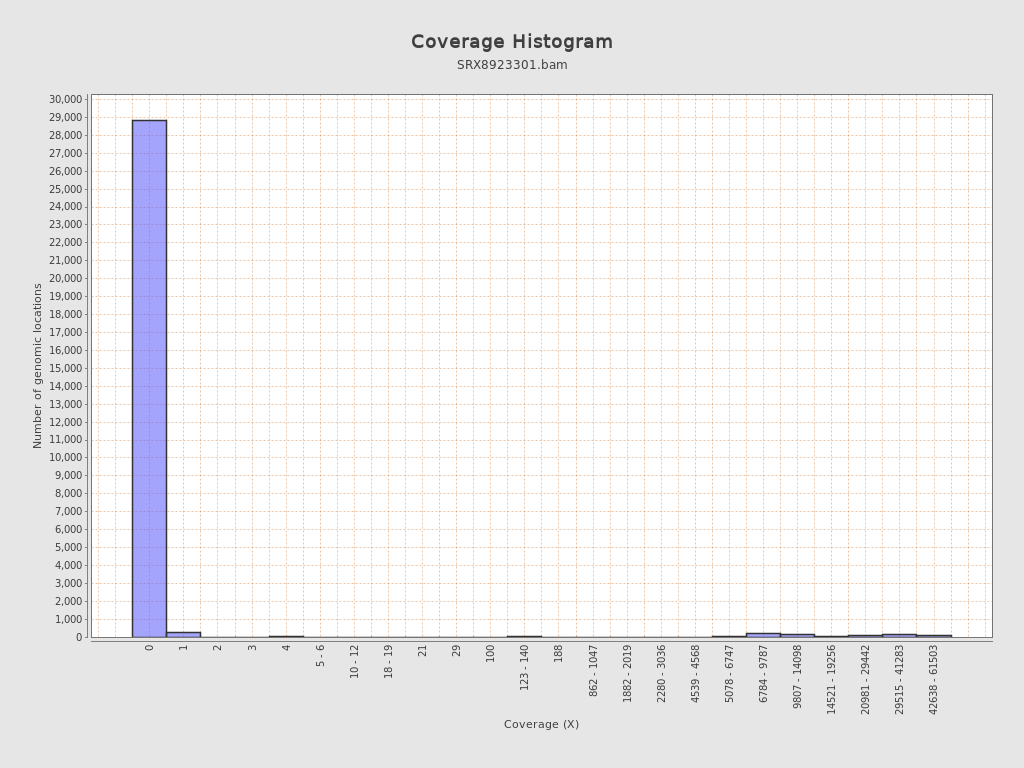 Coverage Histogram
SRX8923301.bam
30,000
29,000
28,000
27,000
26,000
25,000
24,000
23,000
22,000
21,000
20,000
19,000
18,000
17,000
16,000
15,000
14,000
13,000
12,000
11,000
10,000
9,000
8,000
7,000
6,000
5,000
4,000
3,000
2,000
1,000
0
Number of genomic locations
0
1
2
3
4
5 - 6
10 - 12
18 - 19
21
29
100
123 - 140
188
862 - 1047
1882 - 2019
2280 - 3036
4539 - 4568
5078 - 6747
6784 - 9787
9807 - 14098
14521 - 19256
20981 - 29442
29515 - 41283
42638 - 61503
Coverage (X)